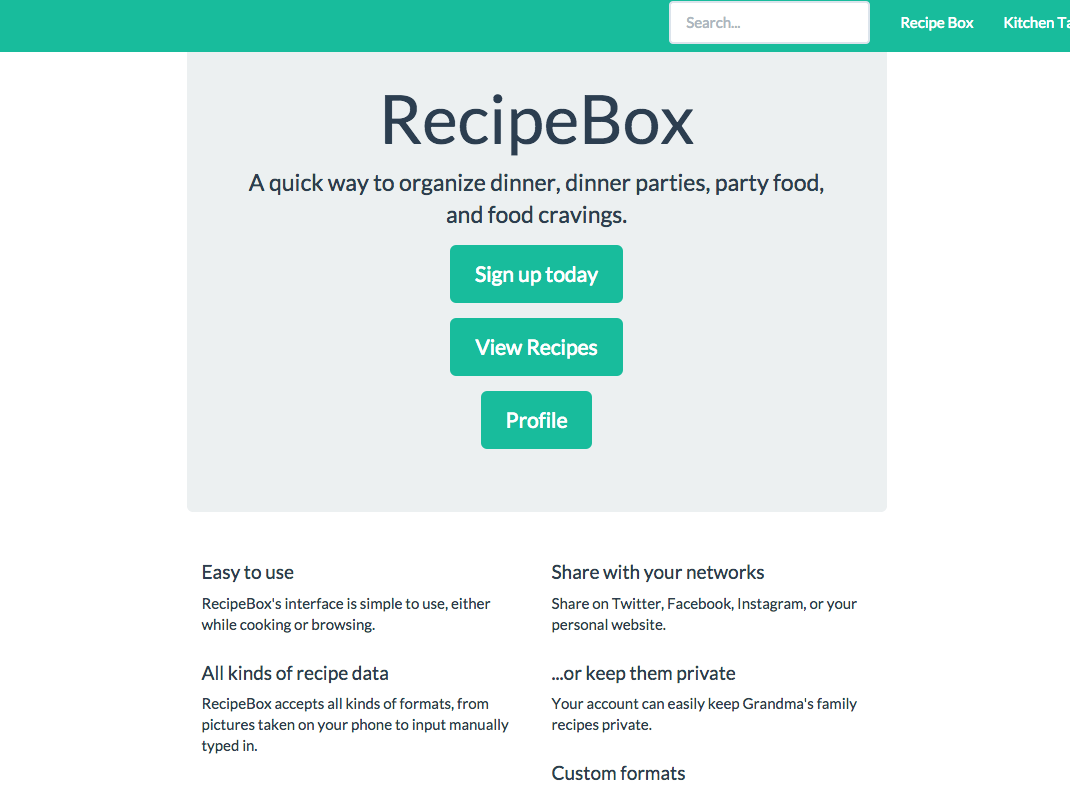 Search...
Recipe Box
Kitchen
RecipeBox
A quick way to organize dinner, dinner parties, party food,
and food cravings.
Sign up today
View Recipes
Profile
Easy to use
RecipeBox's interface is simple to use, either
while cooking or browsing.
All kinds of recipe data
RecipeBox accepts all kinds of formats, from
pictures taken on your phone to input manually
typed in.
Share with your networks
Share on Twitter, Facebook, Instagram, or your
personal website.
...or keep them private
Your account can easily keep Grandma's family
recipes private.
Custom formats